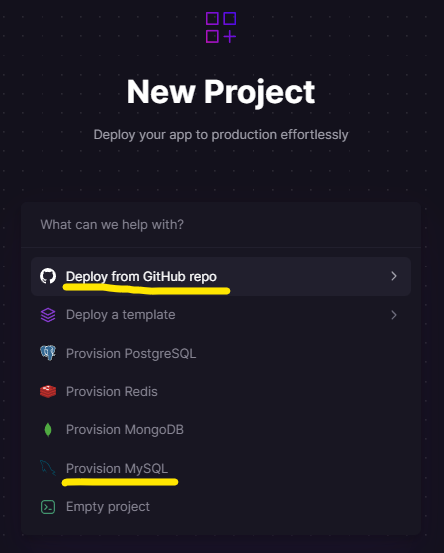 New Project
Deploy your app to production effortlessly
What can we help with?
Deploy from GitHub repo
Deploy a template
Provision PostgreSQL
Provision Redis
Provision MongoDB
Provision MySQL
Empty project